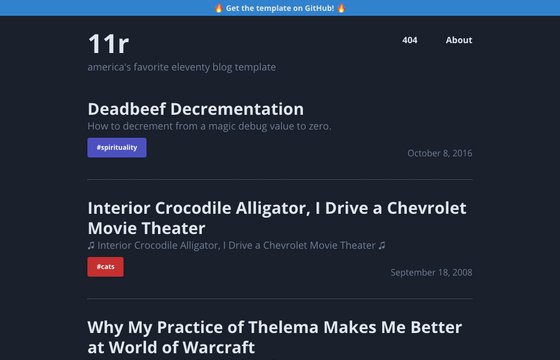 🔥 Get the template on GitHub! 🔥
11r
404 About
america's favorite eleventy blog template
Deadbeef Decrementation
How to decrement from a magic debug value to zero.
#spirituality
October 8, 2016
Interior Crocodile Alligator, I Drive a Chevrolet
Movie Theater
🎵 Interior Crocodile Alligator, I Drive a Chevrolet Movie Theater 🎵
#cats
September 18, 2008
Why My Practice of Thelema Makes Me Better
at World of Warcraft